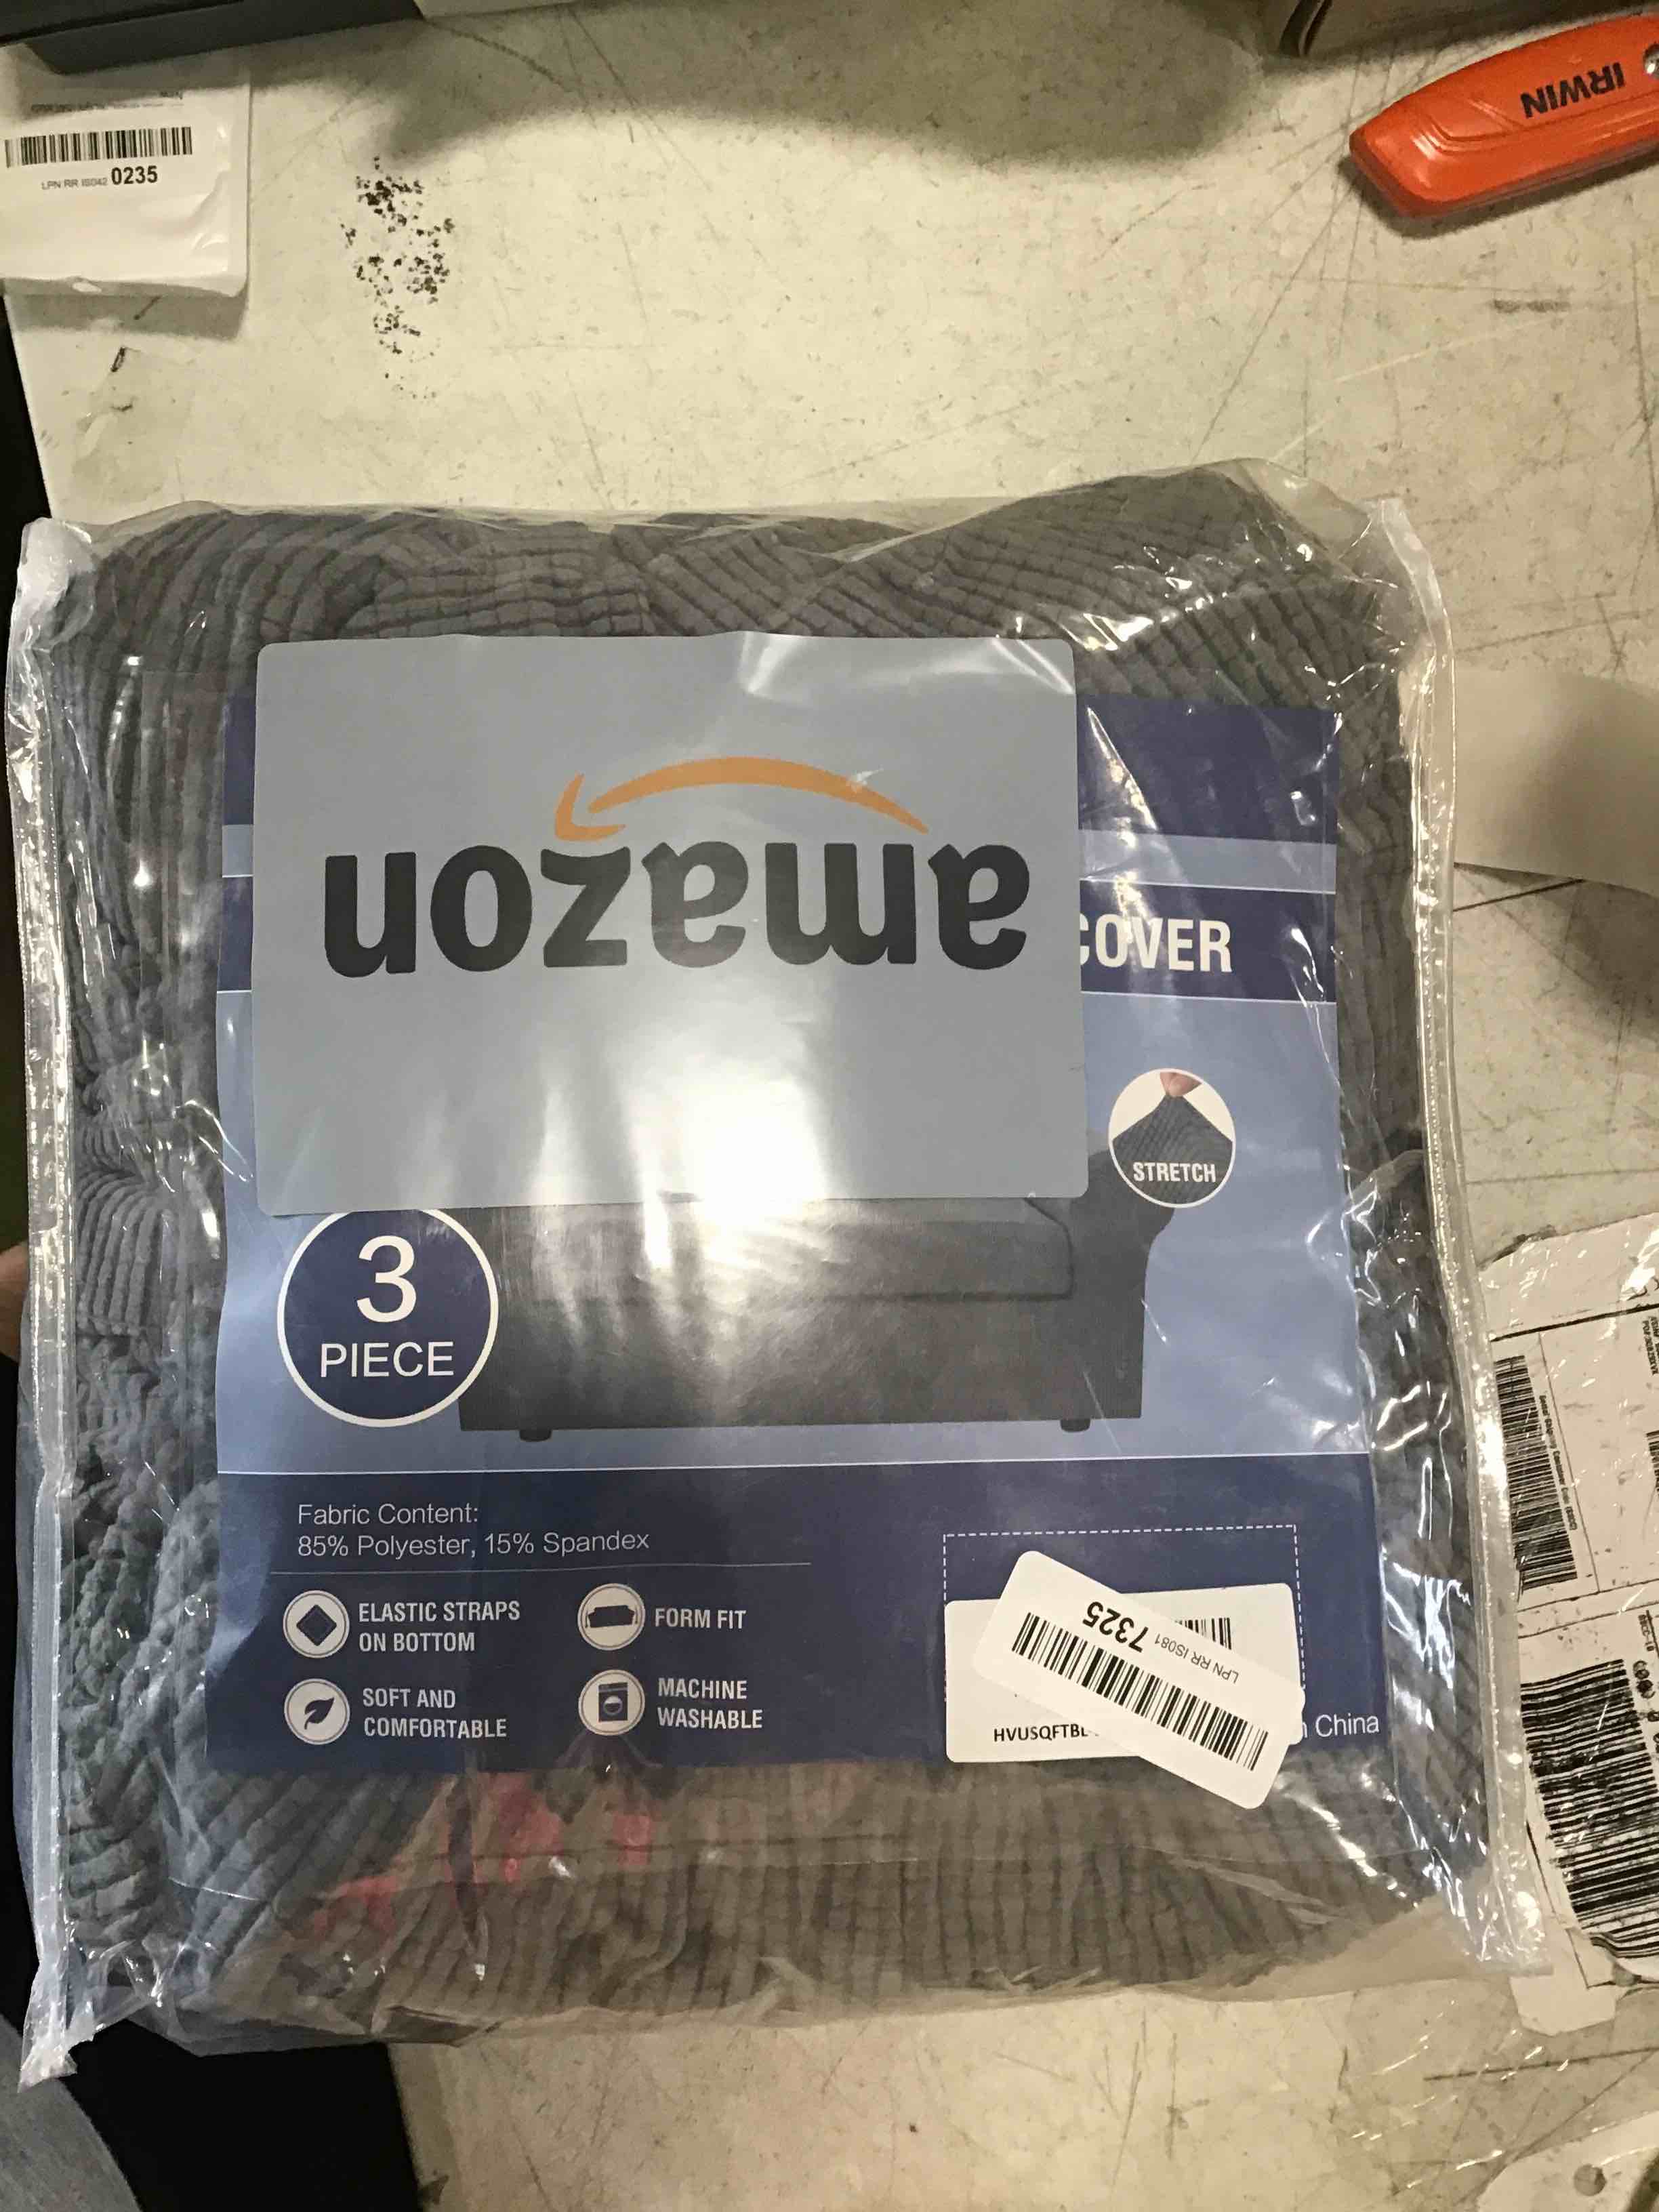 IRWIN
LPN RR IS042 0235
amazon
COVER
STRETCH
3
PIECE
Fabric Content:
85% Polyester, 15% Spandex
ELASTIC STRAPS
ON BOTTOM
FORM FIT
SOFT AND
COMFORTABLE
MACHINE
WASHABLE
LPN RR IS081 7325
HVUSQFTBL
China